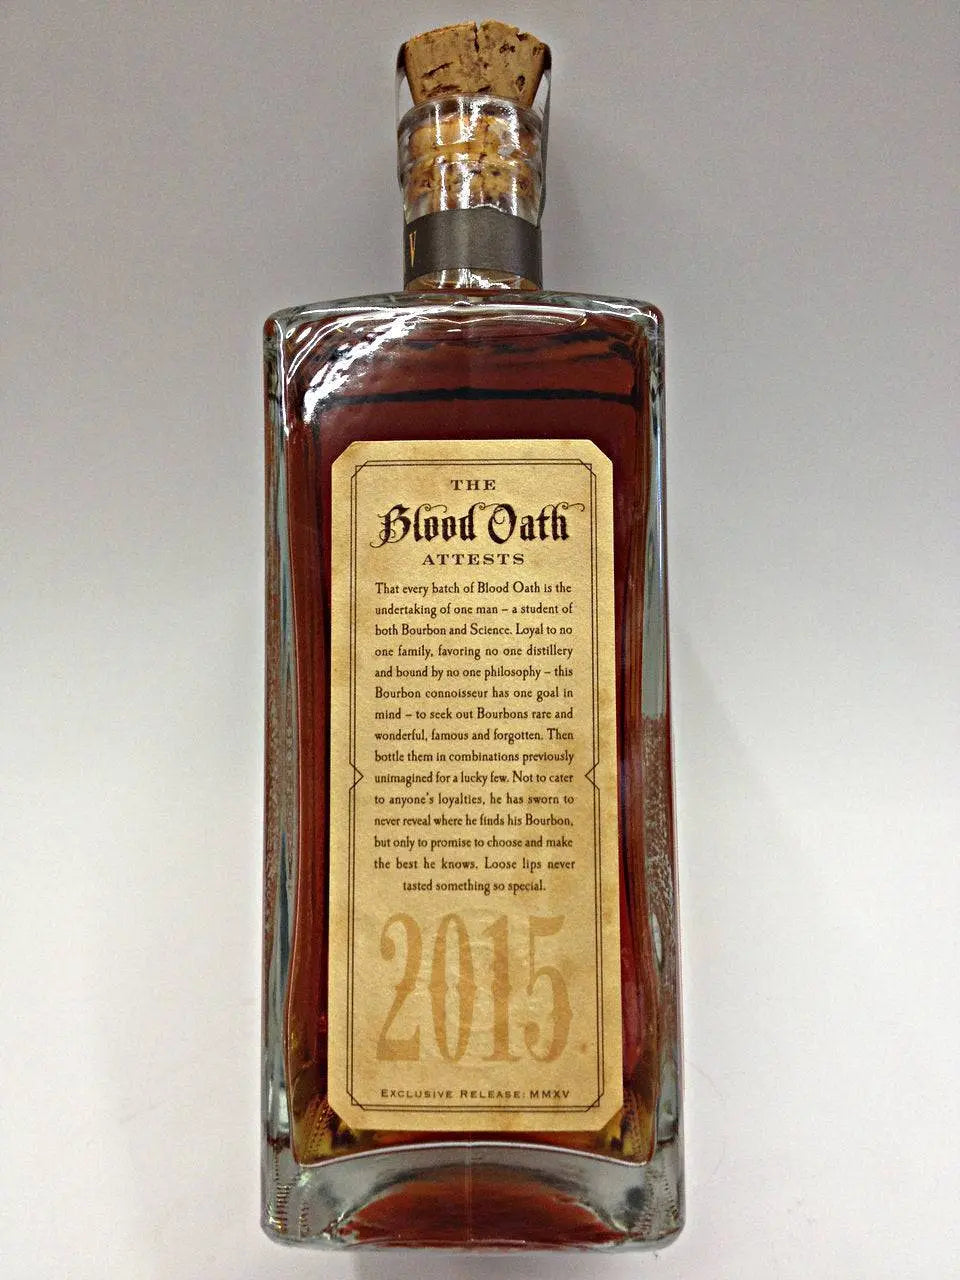 V
THE
Blood Oath
ATTESTS
That every batch of Blood Oath is the
undertaking of one man – a student of
both Bourbon and Science. Loyal to no
one family, favoring no one distillery
and bound by no one philosophy – this
Bourbon connoisseur has one goal in
mind – to seek out Bourbons rare and
wonderful, famous and forgotten. Then
bottle them in combinations previously
unimagined for a lucky few. Not to cater
to anyone's loyalties, he has sworn to
never reveal where he finds his Bourbon,
but only to promise to choose and make
the best he knows. Loose lips never
tasted something so special.
2015
EXCLUSIVE RELEASE: MMXV